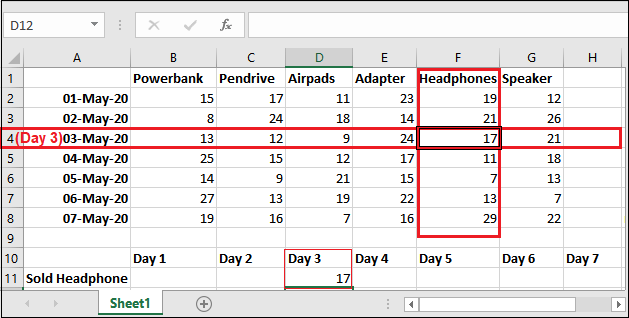 D12 fx
A B C D E F G H
1 Powerbank Pendrive Airpads Adapter Headphones Speaker
2 01-May-20 15 17 11 23 19 12
3 02-May-20 8 24 18 14 21 26
4 (Day 3) 03-May-20 13 12 9 24 17 21
5 04-May-20 25 15 12 17 11 18
6 05-May-20 14 9 21 15 7 13
7 06-May-20 27 13 19 22 13 7
8 07-May-20 19 16 7 16 29 22
9
10 Day 1 Day 2 Day 3 Day 4 Day 5 Day 6 Day 7
11 Sold Headphone 17
Sheet1